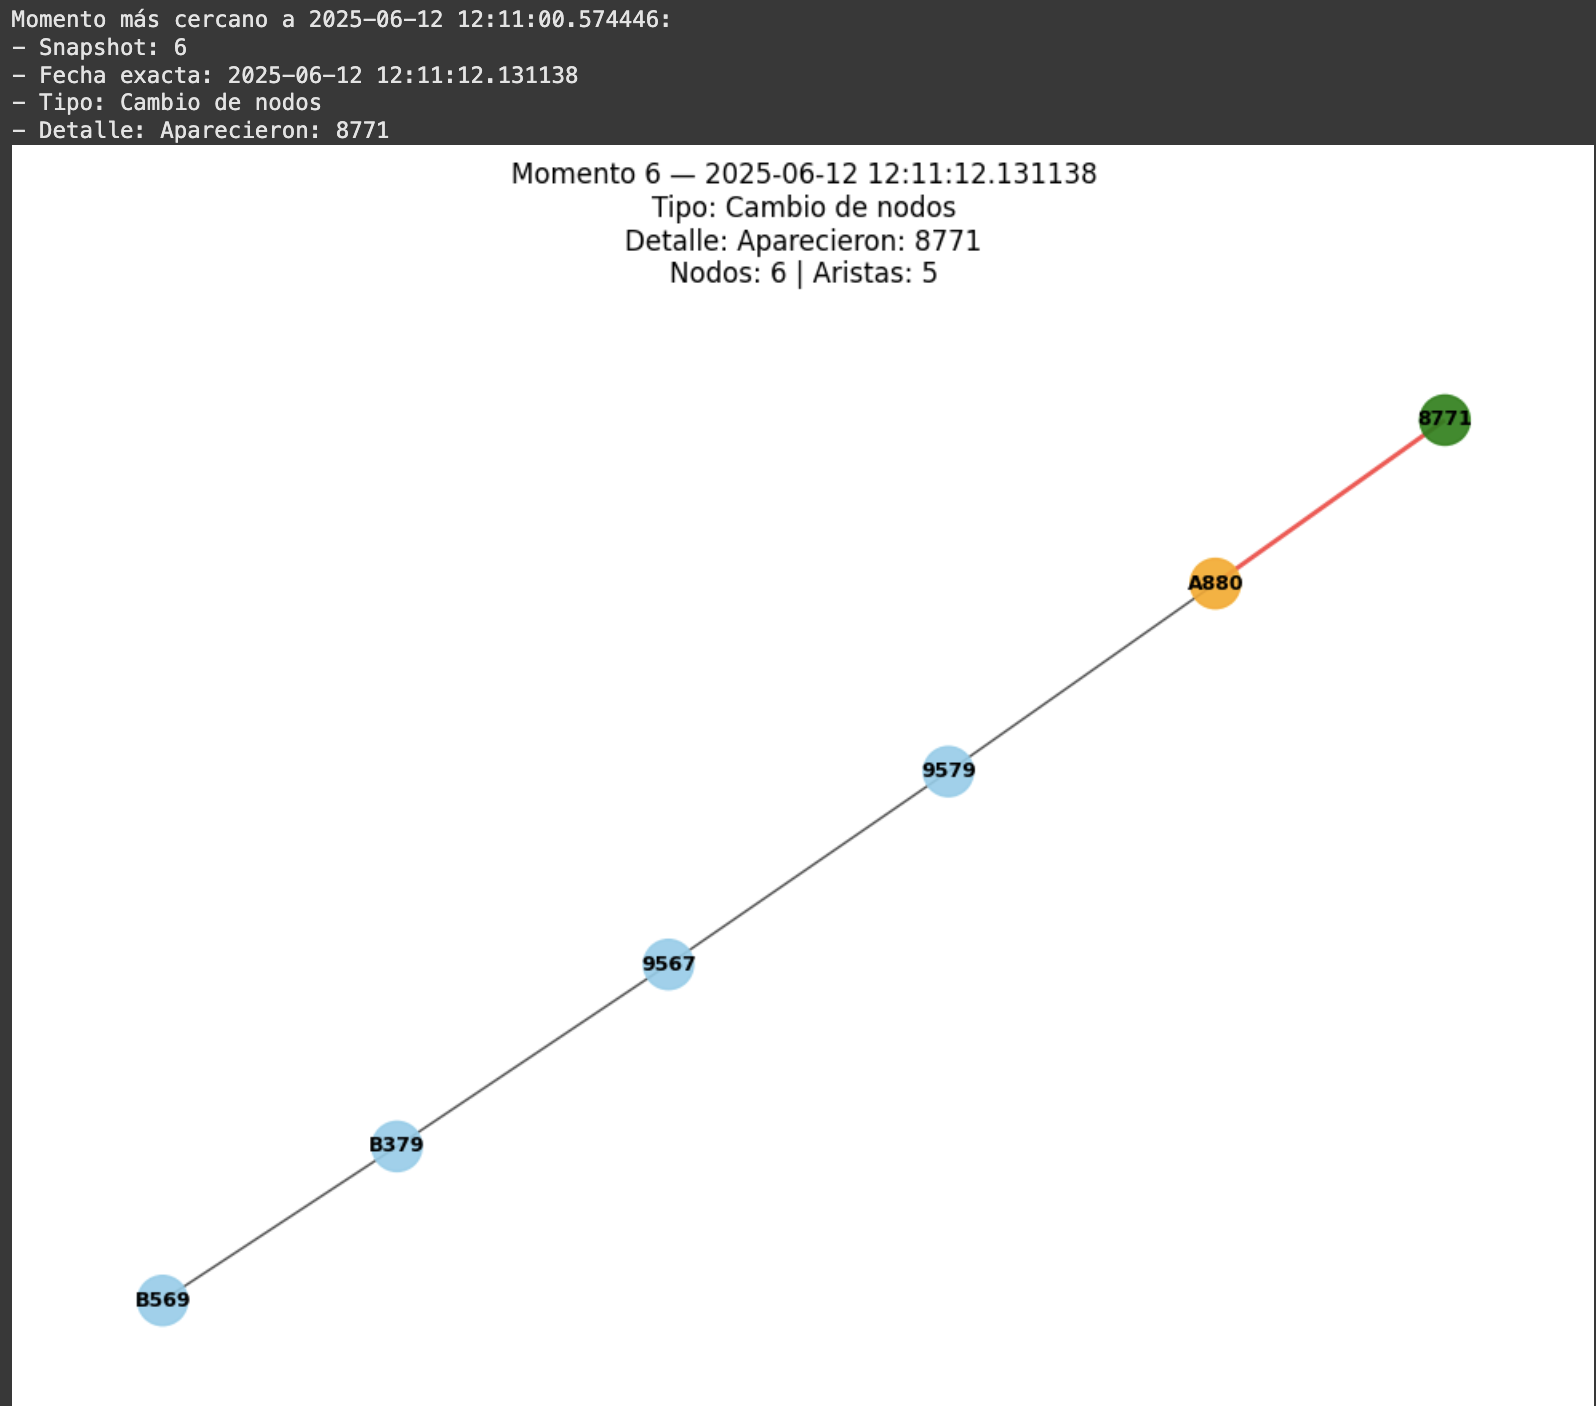 Momento más cercano a 2025-06-12 12:11:00.574446:
- Snapshot: 6
- Fecha exacta: 2025-06-12 12:11:12.131138
- Tipo: Cambio de nodos
- Detalle: Aparecieron: 8771
Momento 6 — 2025-06-12 12:11:12.131138
Tipo: Cambio de nodos
Detalle: Aparecieron: 8771
Nodos: 6 | Aristas: 5
8771
A880
9579
9567
B379
B569